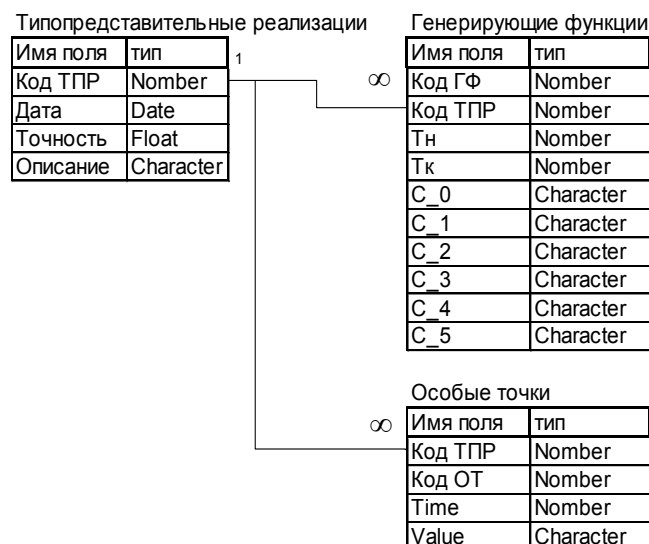 Типопредставительные реализации
Имя поля тип
Код ТПР Nomber
Дата Date
Точность Float
Описание Character
1
∞
Генерирующие функции
Имя поля тип
Код ГФ Nomber
Код ТПР Nomber
Тн Nomber
Тк Nomber
C_0 Character
C_1 Character
C_2 Character
C_3 Character
C_4 Character
C_5 Character
∞
Особые точки
Имя поля тип
Код ТПР Nomber
Код ОТ Nomber
Time Nomber
Value Character